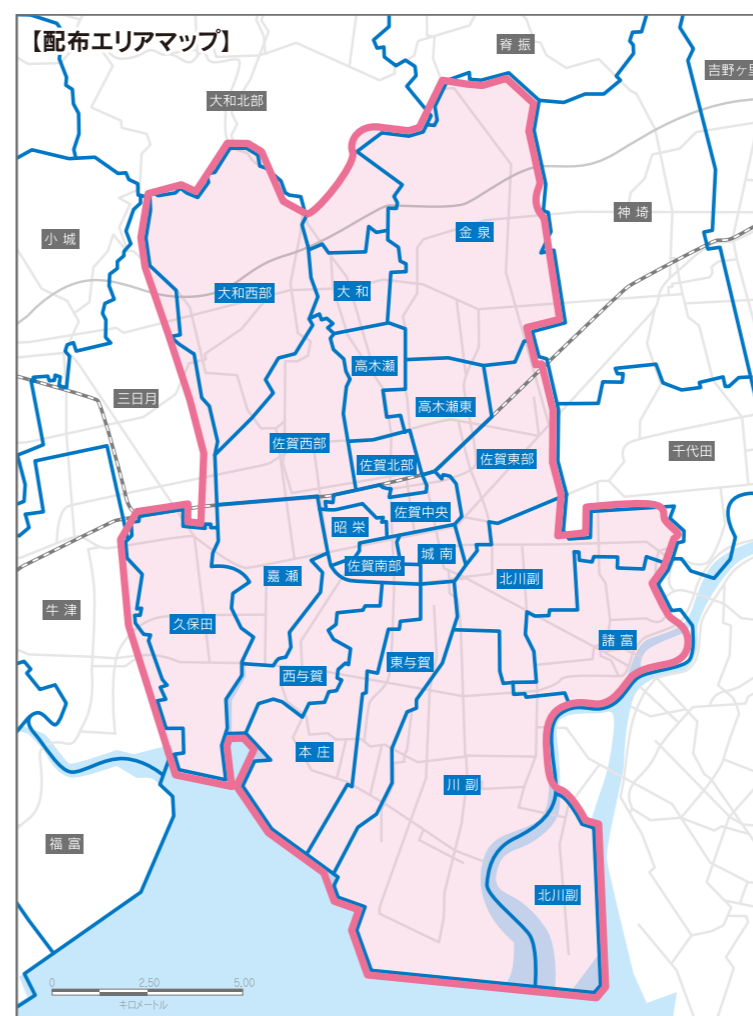 【配布エリアマップ】
脊振
吉野ヶ里
大和北部
神埼
金泉
小城
大和
大和西部
高木瀬
三日月
高木瀬東
佐賀西部
千代田
佐賀北部
佐賀東部
佐賀中央
昭栄
城南
佐賀南部
嘉瀬
北川副
牛津
久保田
諸富
東与賀
西与賀
本庄
川副
福富
北川副
0 2.50 5.00
キロメートル